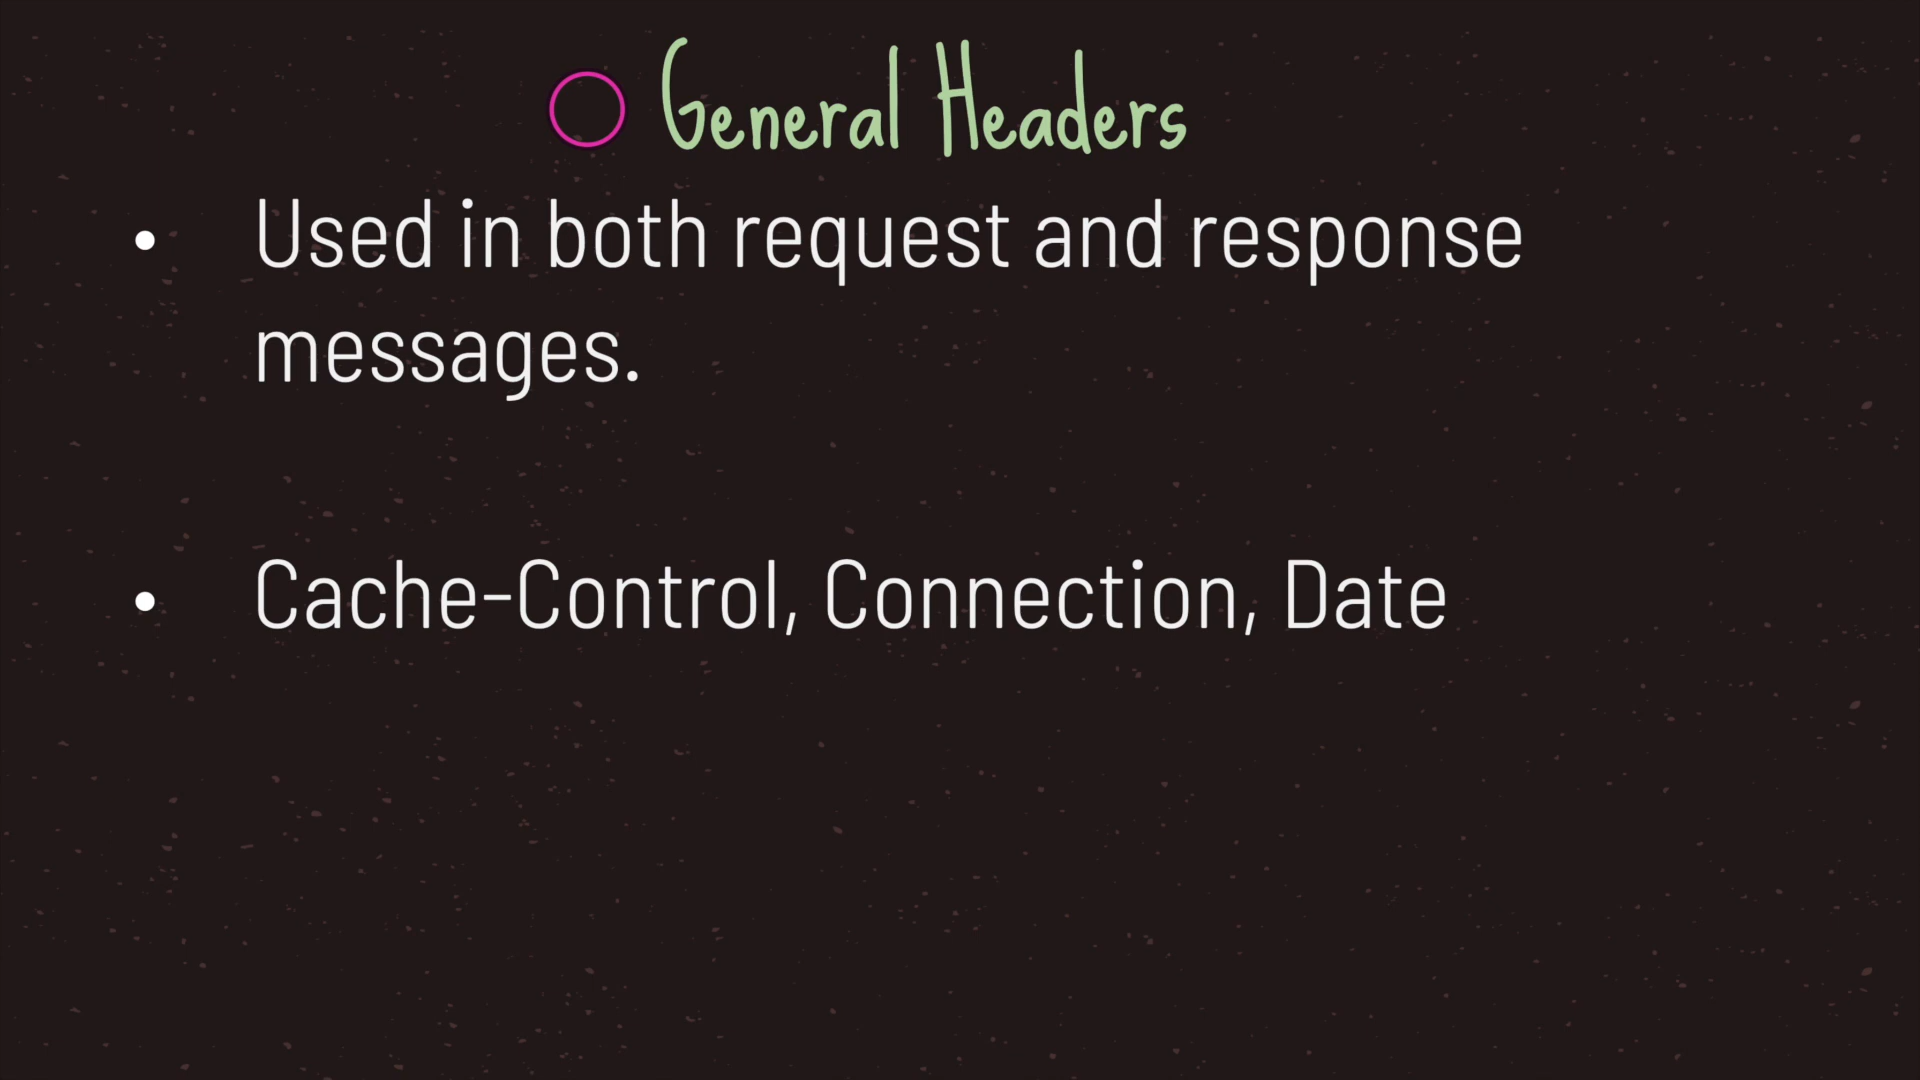 General Headers
• Used in both request and response
messages.
• Cache-Control, Connection, Date